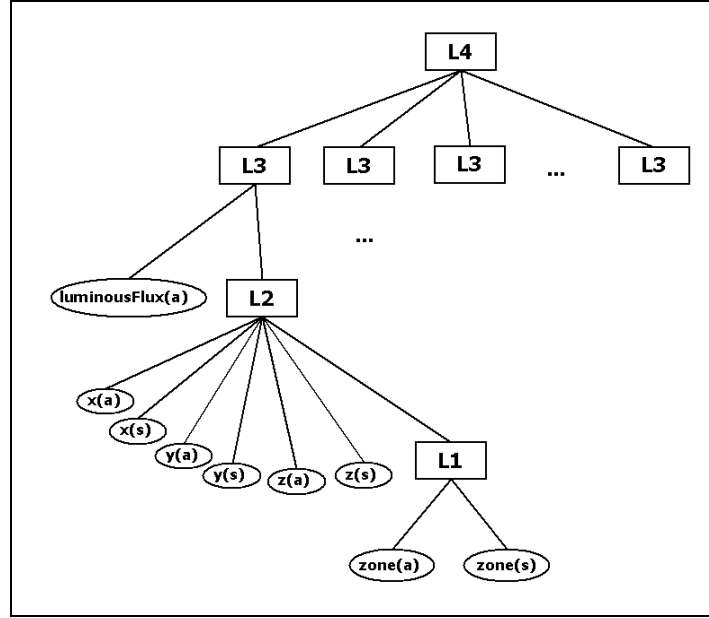 L4
L3
L3
L3
...
L3
...
luminousFlux(a)
L2
x(a)
x(s)
y(a)
y(s)
z(a)
z(s)
L1
zone(a)
zone(s)